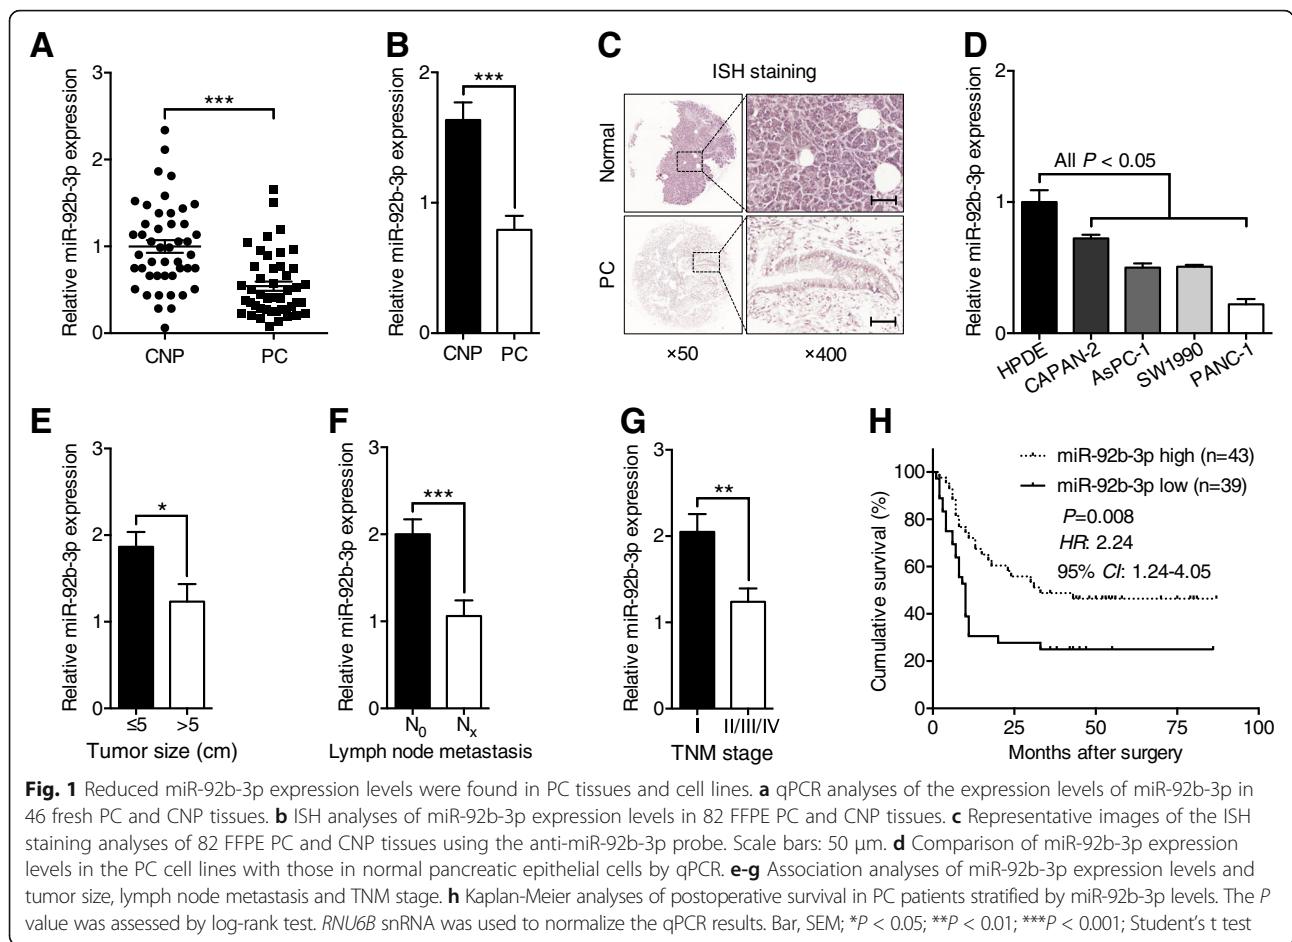 A
Relative miR-92b-3p expression
3
2
1
0
***
CNP
PC
B
Relative miR-92b-3p expression
2
1
0
***
CNP
PC
C
ISH staining
Normal
PC
×50
×400
D
Relative miR-92b-3p expression
2
1
0
All P < 0.05
HPDE
CAPAN-2
AsPC-1
SW1990
PANC-1
E
Relative miR-92b-3p expression
3
2
1
0
*
≤5
>5
Tumor size (cm)
F
Relative miR-92b-3p expression
3
2
1
0
***
N0
Nx
Lymph node metastasis
G
Relative miR-92b-3p expression
3
2
1
0
**
I
II/III/IV
TNM stage
H
Cumulative survival (%)
100
80
60
40
20
0
miR-92b-3p high (n=43)
miR-92b-3p low (n=39)
P=0.008
HR: 2.24
95% CI: 1.24-4.05
0
25
50
75
100
Months after surgery
Fig. 1 Reduced miR-92b-3p expression levels were found in PC tissues and cell lines. a qPCR analyses of the expression levels of miR-92b-3p in
46 fresh PC and CNP tissues. b ISH analyses of miR-92b-3p expression levels in 82 FFPE PC and CNP tissues. c Representative images of the ISH
staining analyses of 82 FFPE PC and CNP tissues using the anti-miR-92b-3p probe. Scale bars: 50 μm. d Comparison of miR-92b-3p expression
levels in the PC cell lines with those in normal pancreatic epithelial cells by qPCR. e-g Association analyses of miR-92b-3p expression levels and
tumor size, lymph node metastasis and TNM stage. h Kaplan-Meier analyses of postoperative survival in PC patients stratified by miR-92b-3p levels. The P
value was assessed by log-rank test. RNU6B snRNA was used to normalize the qPCR results. Bar, SEM; *P < 0.05; **P < 0.01; ***P < 0.001; Student's t test